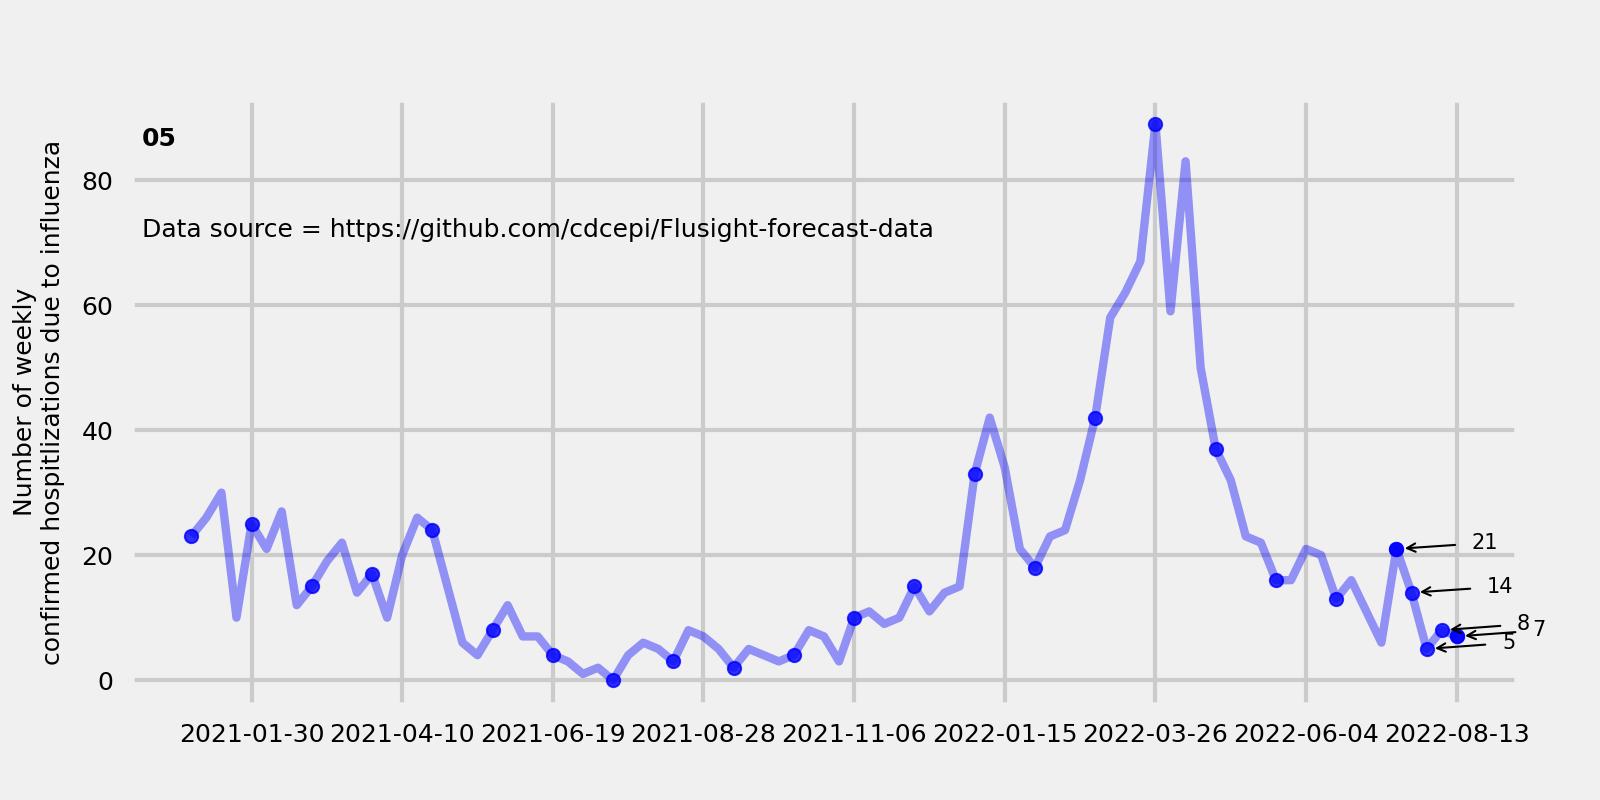 05
Data source = https://github.com/cdcepi/Flusight-forecast-data
Number of weekly
confirmed hospitlizations due to influenza
80
60
40
20
0
21
14
8
7
5
2021-01-30 2021-04-10 2021-06-19 2021-08-28 2021-11-06 2022-01-15 2022-03-26 2022-06-04 2022-08-13